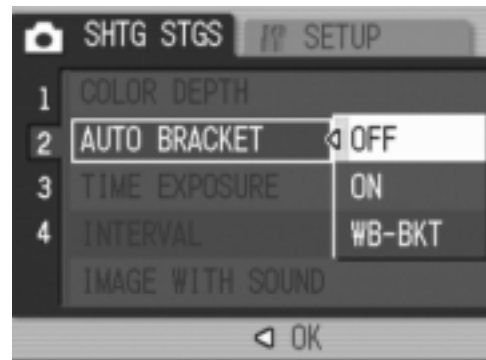 SHTG STGS SETUP
1 COLOR DEPTH
2 AUTO BRACKET OFF
3 TIME EXPOSURE ON
4 INTERVAL WB-BKT
IMAGE WITH SOUND
OK